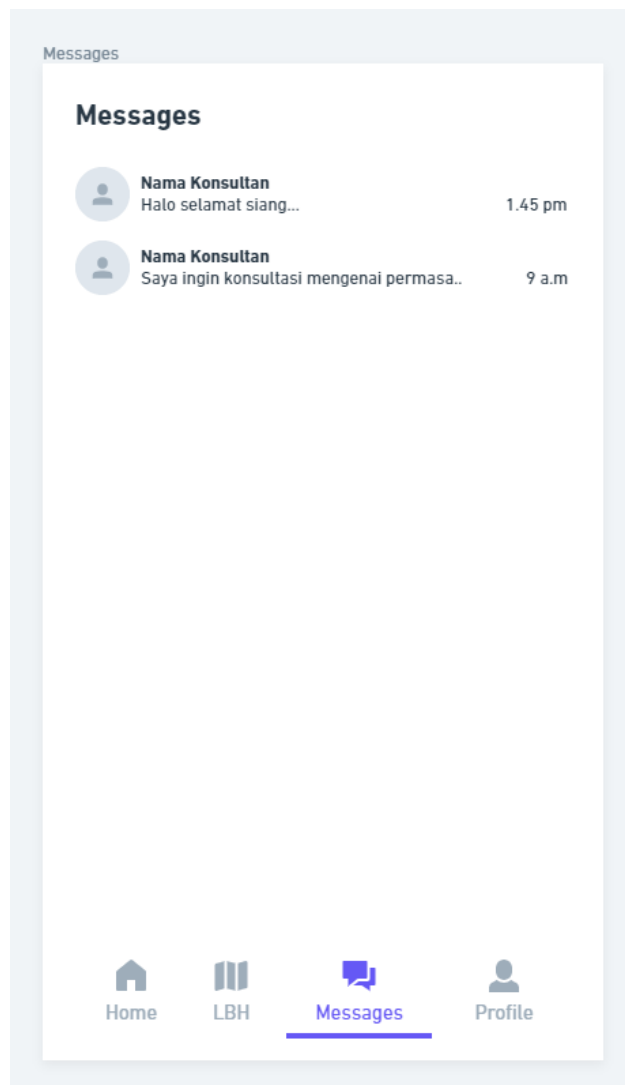 Messages
Messages
Nama Konsultan
Halo selamat siang...
1.45 pm
Nama Konsultan
Saya ingin konsultasi mengenai permasa..
9 a.m
Home
LBH
Messages
Profile